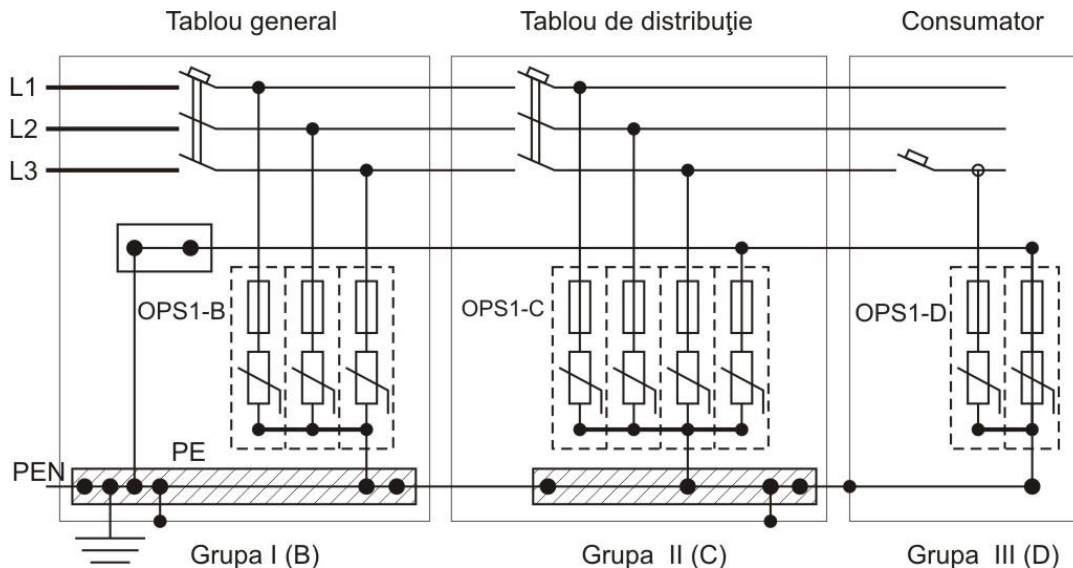 Tablou general
Tablou de distribuţie
Consumator
L1
L2
L3
OPS1-B
OPS1-C
OPS1-D
PE
PEN
Grupa I (B)
Grupa II (C)
Grupa III (D)